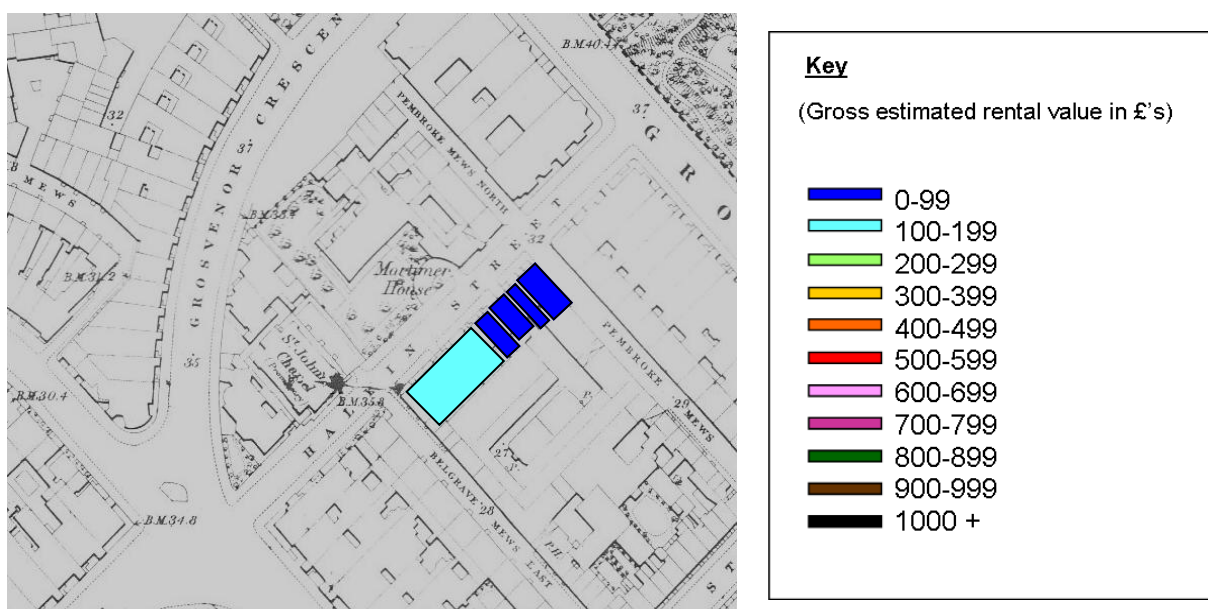 B.M.40.4
32
37
PEMBROKE MEWS NORTH
37
GROSVENOR CRESCENT
GRO
B MEWS
B.M.33.4
32
B.M.31.2
Mortimer
House
HALKIN STREET
35
St. John's
Chapel
B.M.35.8
PEMBROKE MEWS
29
B.M.30.4
P.
27
P.
BELGRAVE MEWS EAST
28
B.M.34.8
P.H.
ST
Key
(Gross estimated rental value in £'s)
0-99
100-199
200-299
300-399
400-499
500-599
600-699
700-799
800-899
900-999
1000 +